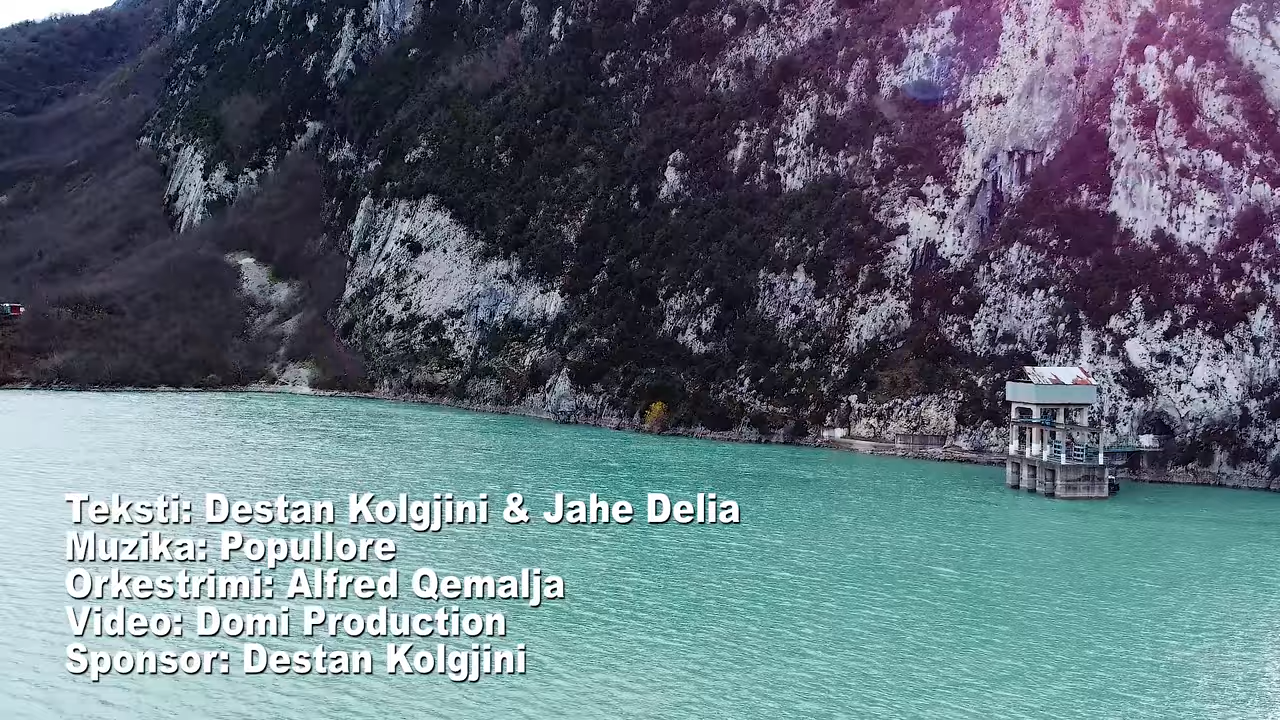 Teksti: Destan Kolgjini & Jahe Delia
Muzika: Popullore
Orkestrimi: Alfred Qemalja
Video: Domi Production
Sponsor: Destan Kolgjini